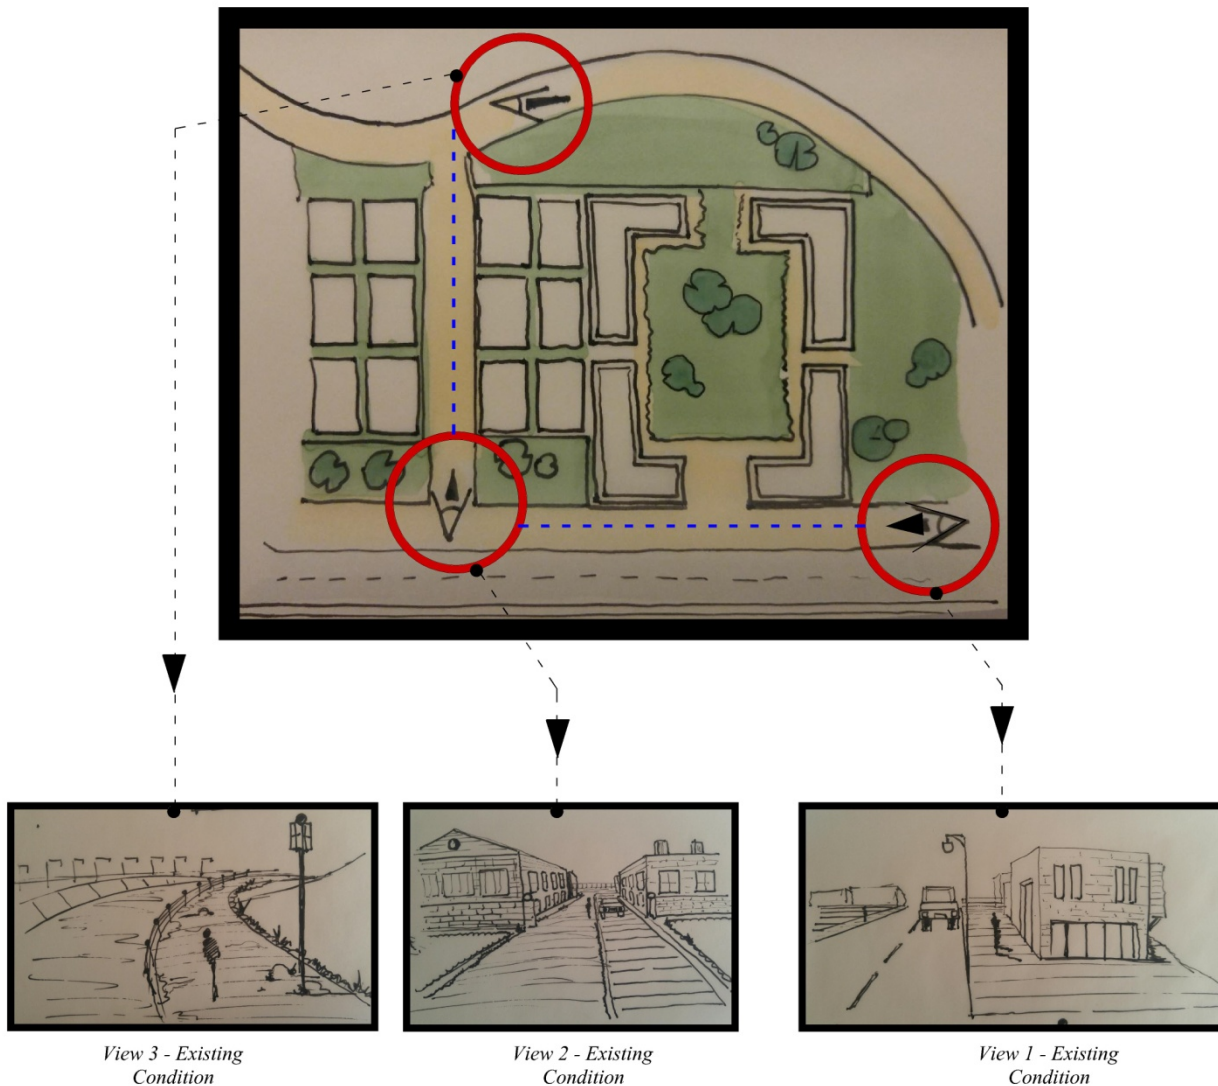 View 3 - Existing
Condition
View 2 - Existing
Condition
View 1 - Existing
Condition